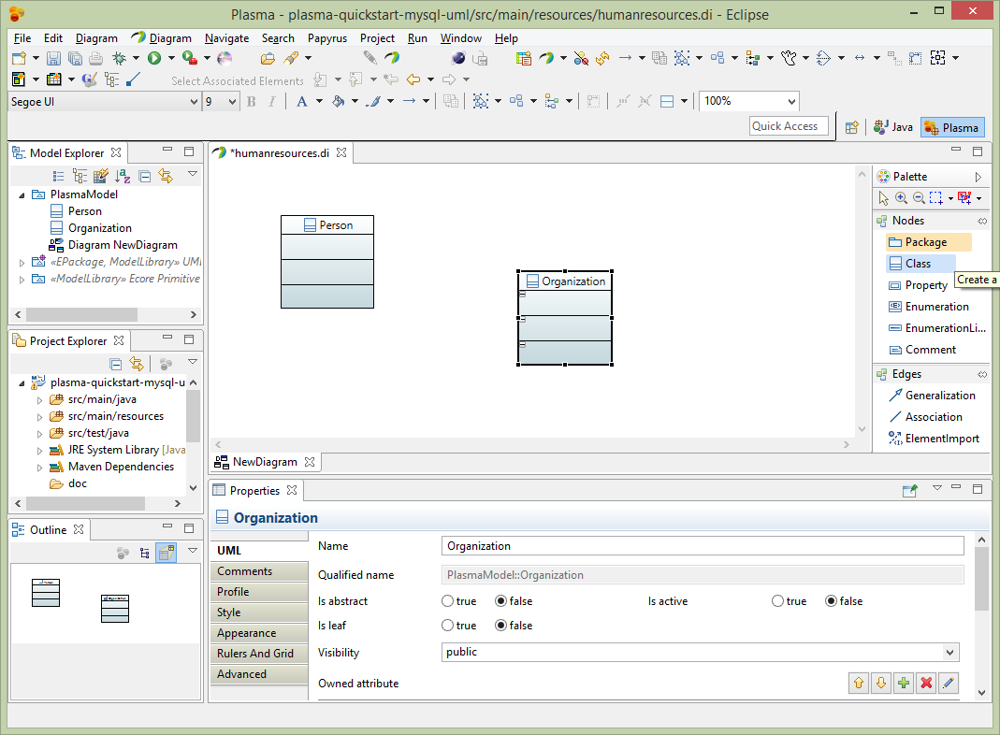 Plasma - plasma-quickstart-mysql-uml/src/main/resources/humanresources.di - Eclipse
File Edit Diagram Diagram Navigate Search Papyrus Project Run Window Help
Select Associated Elements
Segoe UI 9 B I A 100%
Quick Access Java Plasma
Model Explorer
PlasmaModel
Person
Organization
Diagram NewDiagram
«EPackage, ModelLibrary» UMI
«ModelLibrary» Ecore Primitive
Project Explorer
plasma-quickstart-mysql-u
src/main/java
src/main/resources
src/test/java
JRE System Library [Java
Maven Dependencies
doc
Outline
*humanresources.di
Person
Organization
NewDiagram
Palette
Nodes
Package
Class
Create a
Property
Enumeration
EnumerationLi...
Comment
Edges
Generalization
Association
ElementImport
Properties
Organization
UML
Comments
Profile
Style
Appearance
Rulers And Grid
Advanced
Name Organization
Qualified name PlasmaModel::Organization
Is abstract true false Is active true false
Is leaf true false
Visibility public
Owned attribute